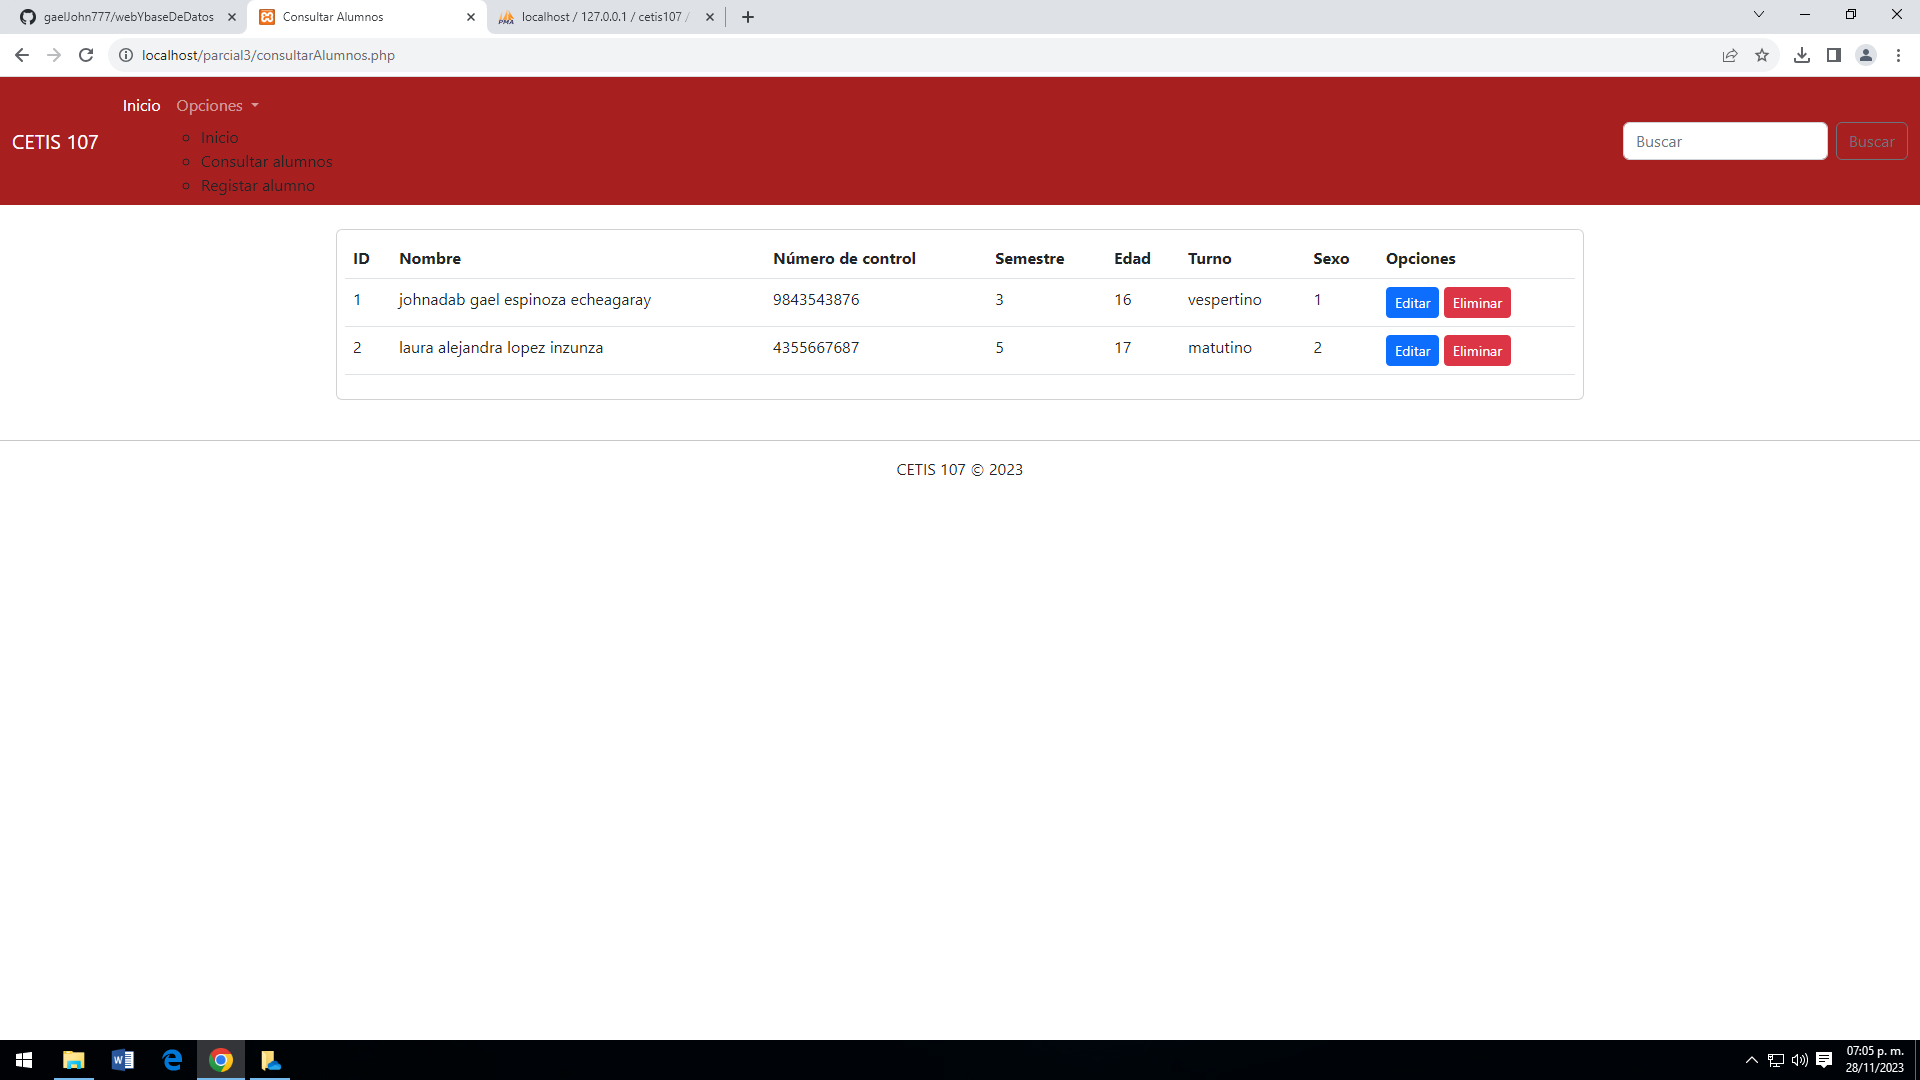 gaelJohn777/webYbaseDeDatos
Consultar Alumnos
localhost / 127.0.0.1 / cetis107 /
localhost/parcial3/consultarAlumnos.php
CETIS 107
Inicio Opciones
Inicio
Consultar alumnos
Registar alumno
Buscar Buscar
ID Nombre Número de control Semestre Edad Turno Sexo Opciones
1 johnadab gael espinoza echeagaray 9843543876 3 16 vespertino 1 Editar Eliminar
2 laura alejandra lopez inzunza 4355667687 5 17 matutino 2 Editar Eliminar
CETIS 107 © 2023
07:05 p. m.
28/11/2023